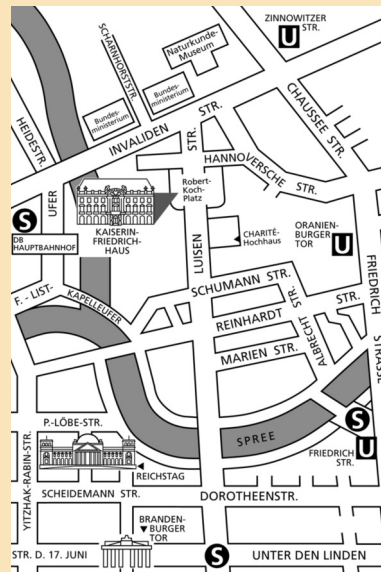 ZINNOWITZER
STR.
U
SCHARNHORSTSTR.
Naturkunde-
Museum
Bundes-
ministerium
Bundes-
ministerium
HEIDESTR.
INVALIDEN STR.
CHAUSSEE STR.
HANNOVERSCHE STR.
Robert-
Koch-
Platz
UFER
S
DB
HAUPTBAHNHOF
KAISERIN-
FRIEDRICH-
HAUS
LUISEN STR.
CHARITÉ-
Hochhaus
ORANIEN-
BURGER
TOR
U
FRIEDRICH STRASSE
F.-LIST-
KAPELLEUFER
SCHUMANN STR.
REINHARDT STR.
ALBRECHT STR.
MARIEN STR.
P.-LÖBE-STR.
YITZHAK-RABIN-STR.
SPREE
S
U
FRIEDRICH
STR.
REICHSTAG
SCHEIDEMANN STR.
DOROTHEENSTR.
BRANDEN-
BURGER
TOR
STR. D. 17. JUNI
S
UNTER DEN LINDEN